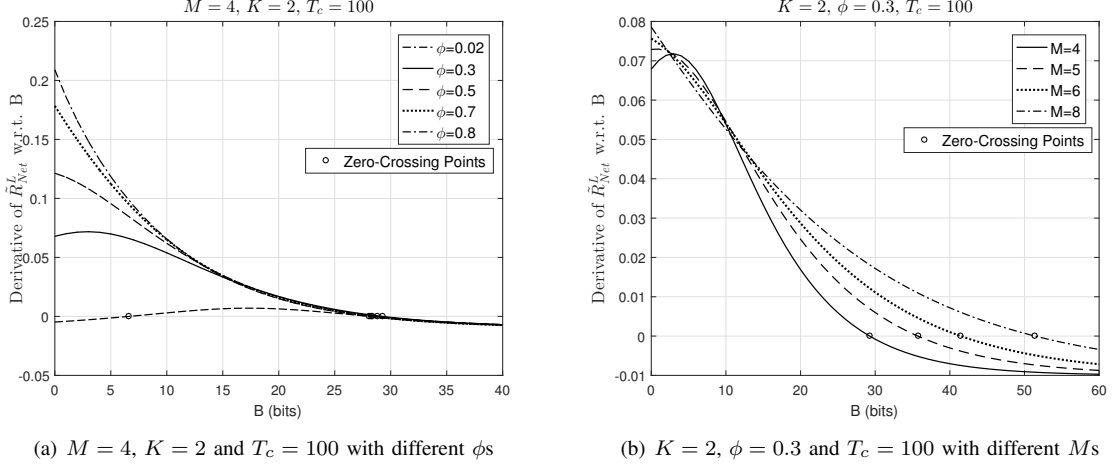 M = 4, K = 2, T_c = 100
0.25
0.2
0.15
0.1
0.05
0
-0.05
Derivative of R̃^L_Net w.r.t. B
ϕ=0.02
ϕ=0.3
ϕ=0.5
ϕ=0.7
ϕ=0.8
Zero-Crossing Points
0 5 10 15 20 25 30 35 40
B (bits)
(a) M = 4, K = 2 and T_c = 100 with different ϕs
K = 2, ϕ = 0.3, T_c = 100
0.08
0.07
0.06
0.05
0.04
0.03
0.02
0.01
0
-0.01
Derivative of R̃^L_Net w.r.t. B
M=4
M=5
M=6
M=8
Zero-Crossing Points
0 10 20 30 40 50 60
B (bits)
(b) K = 2, ϕ = 0.3 and T_c = 100 with different Ms